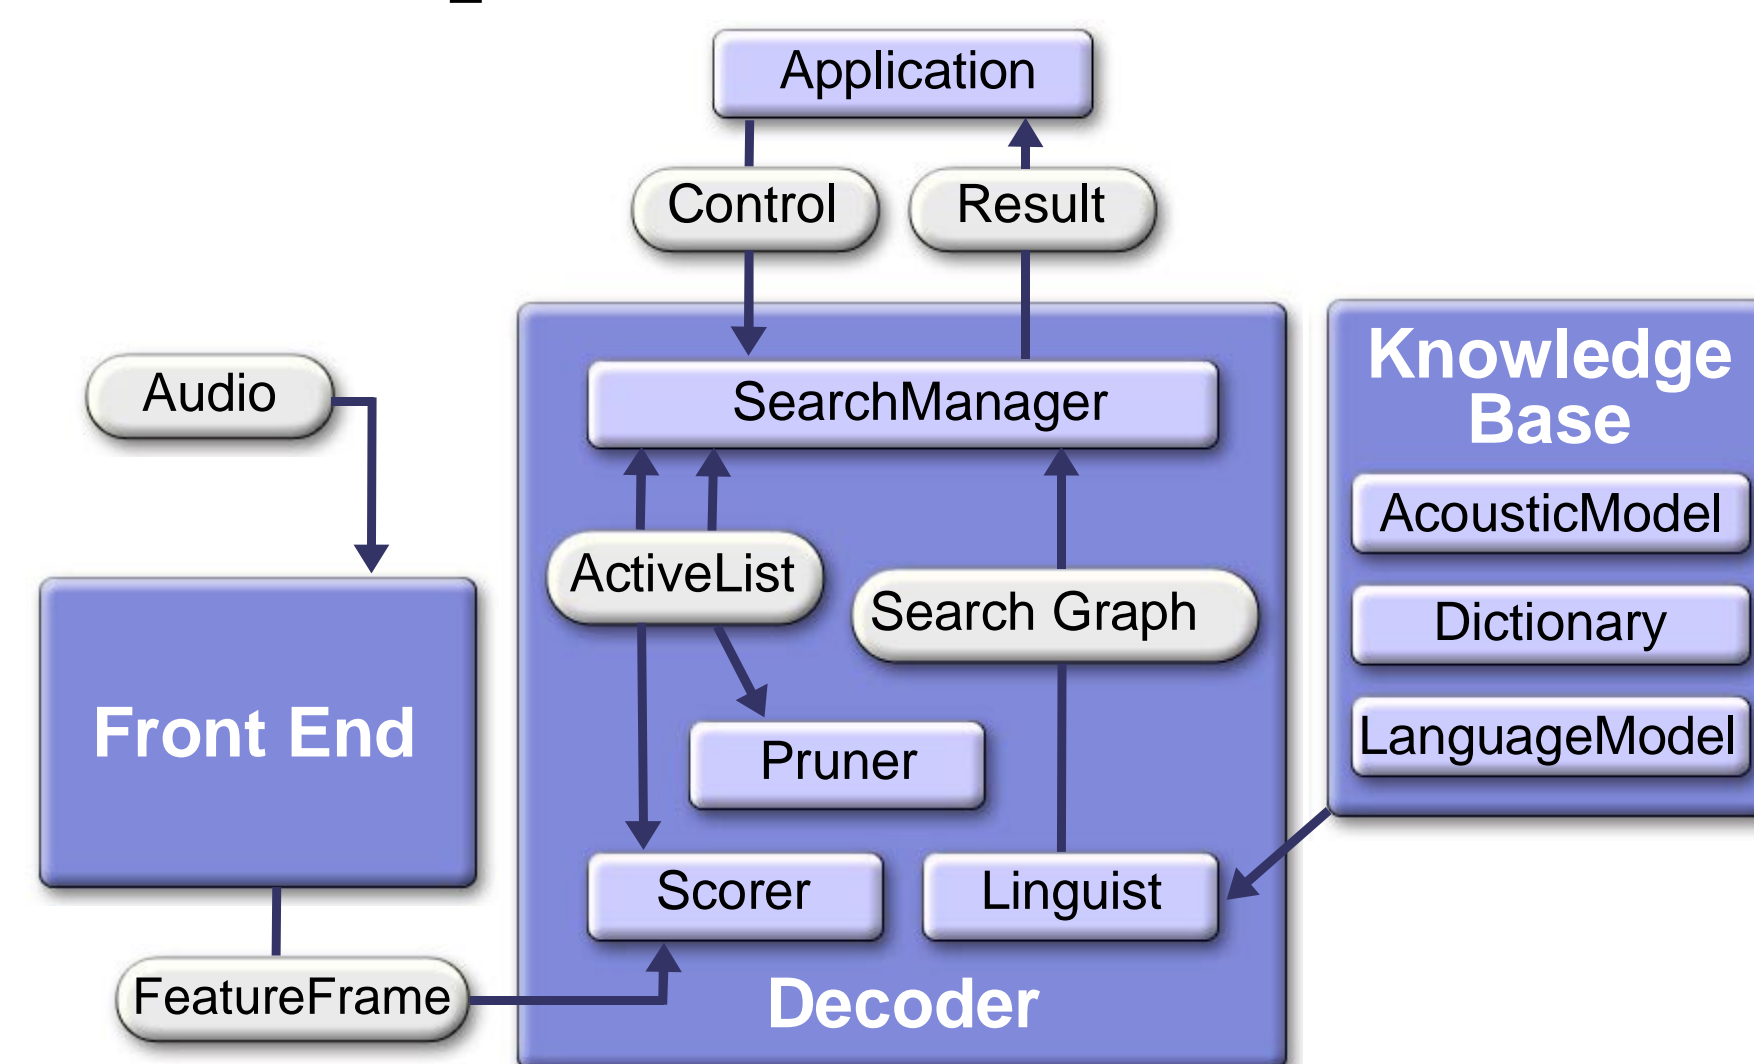 Application
Control
Result
Audio
SearchManager
Knowledge
Base
AcousticModel
ActiveList
Search Graph
Dictionary
Front End
Pruner
LanguageModel
Scorer
Linguist
FeatureFrame
Decoder